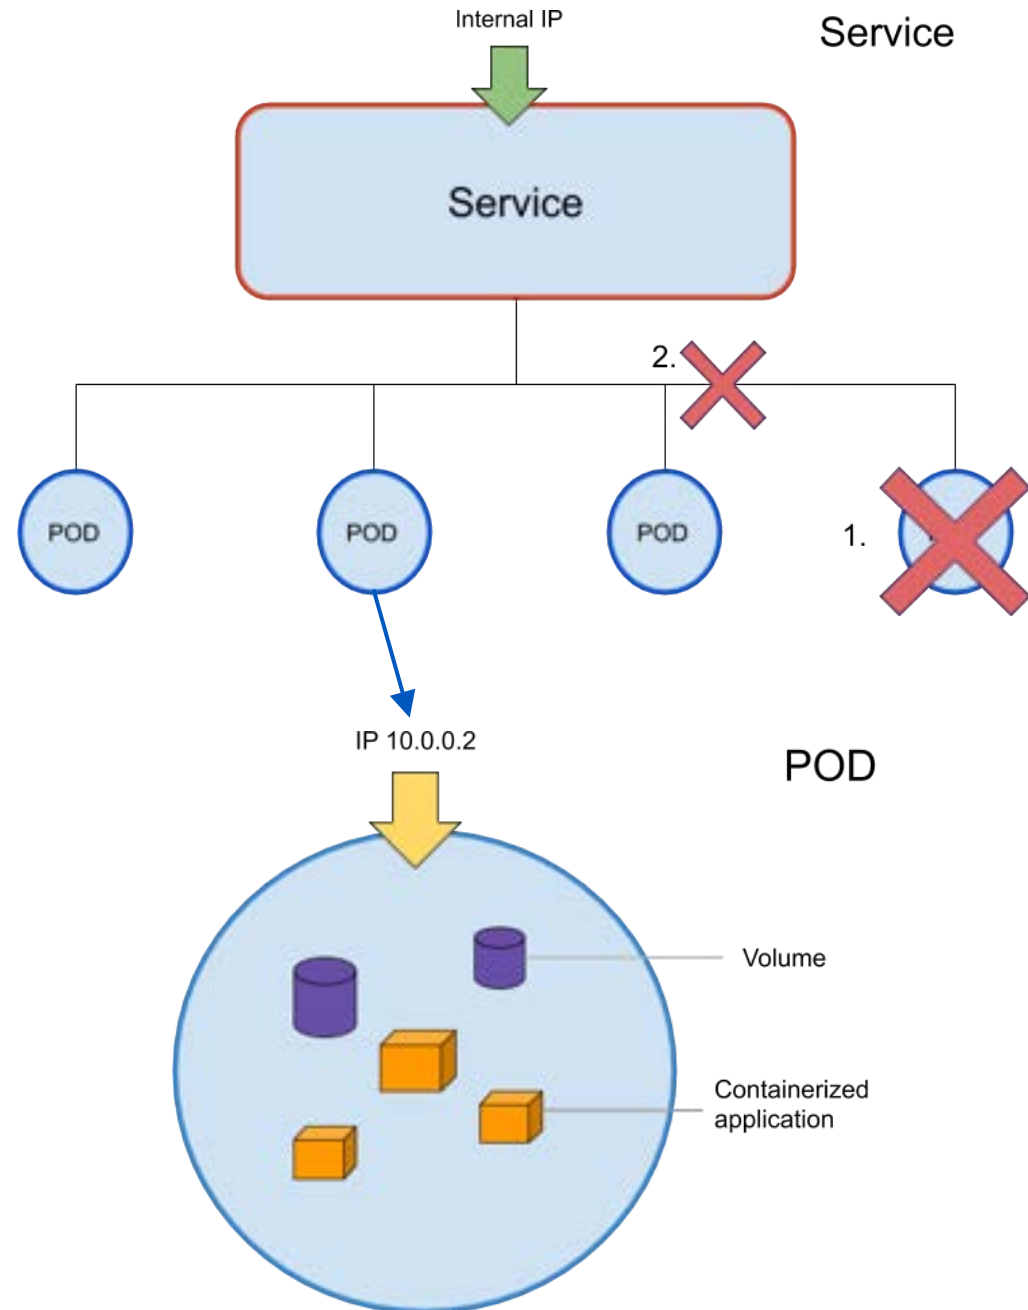 Internal IP
Service
Service
2.
POD
POD
POD
1.
IP 10.0.0.2
POD
Volume
Containerized
application